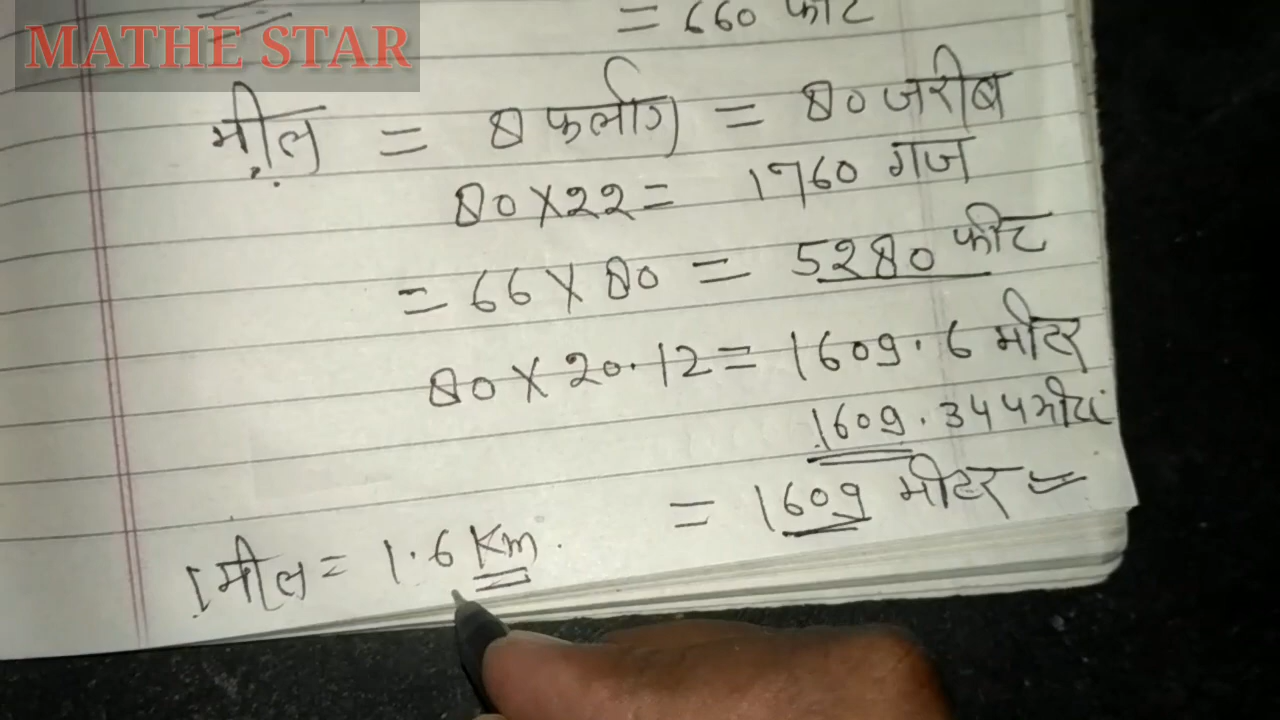 MATHE STAR
= 660 फीट
मील = 8 फर्लांग = 80 जरीब
80 X 22 = 1760 गज
= 66 X 80 = 5280 फीट
80 X 20.12 = 1609.6 मीटर
1609.344 मीटर
= 1609 मीटर =
1 मील = 1.6 Km.